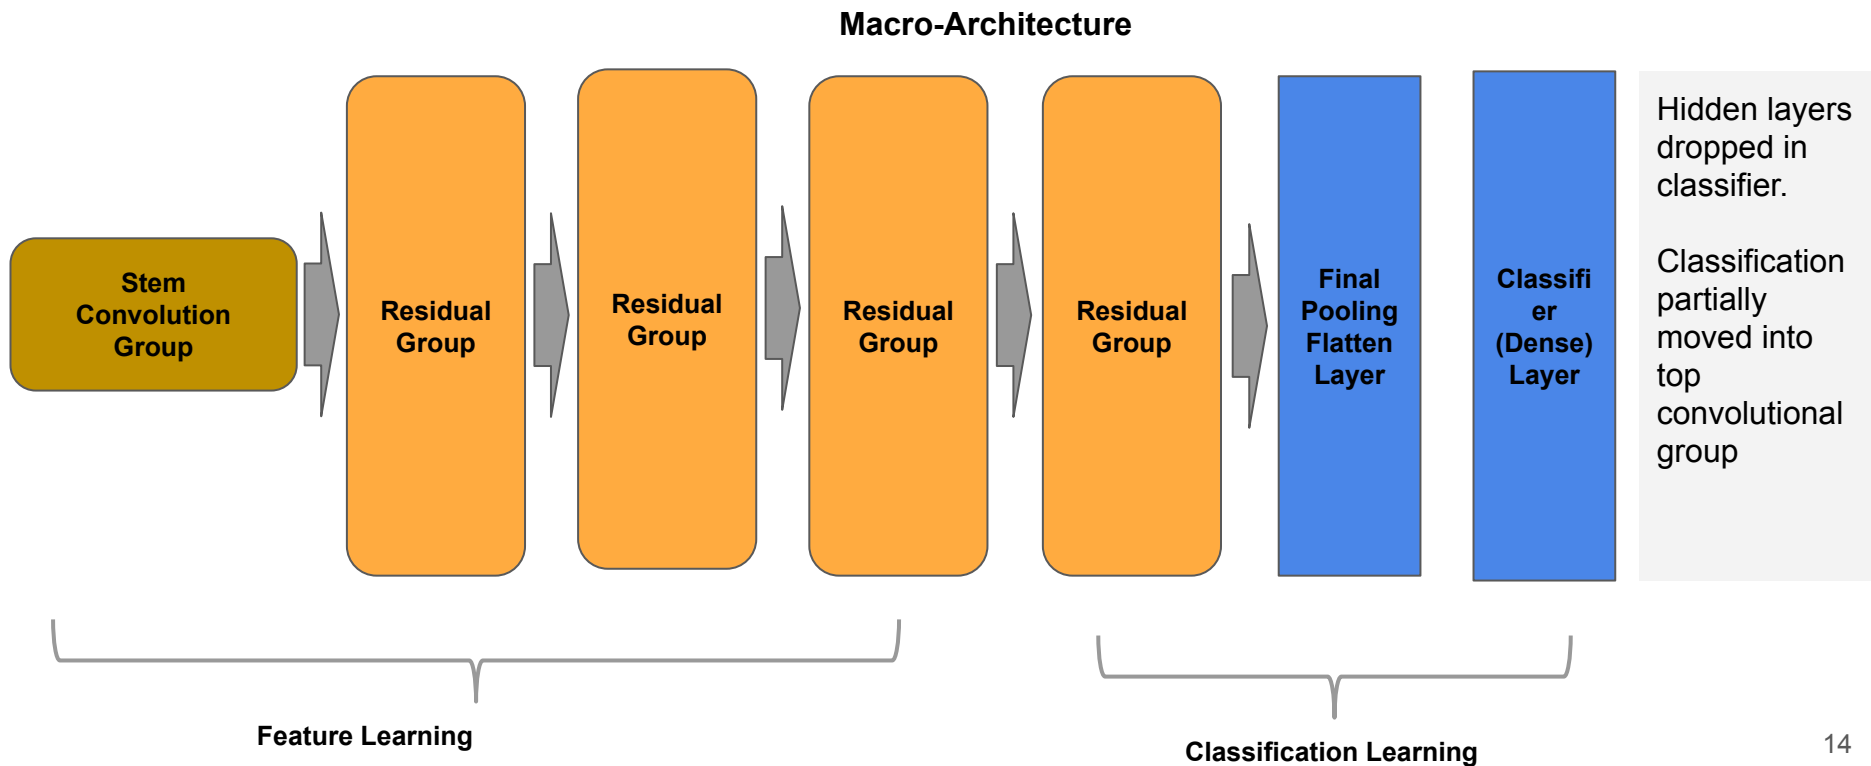 Macro-Architecture
Stem
Convolution
Group
Residual
Group
Residual
Group
Residual
Group
Residual
Group
Final
Pooling
Flatten
Layer
Classifi
er
(Dense)
Layer
Hidden layers
dropped in
classifier.
Classification
partially
moved into
top
convolutional
group
Feature Learning
Classification Learning
14